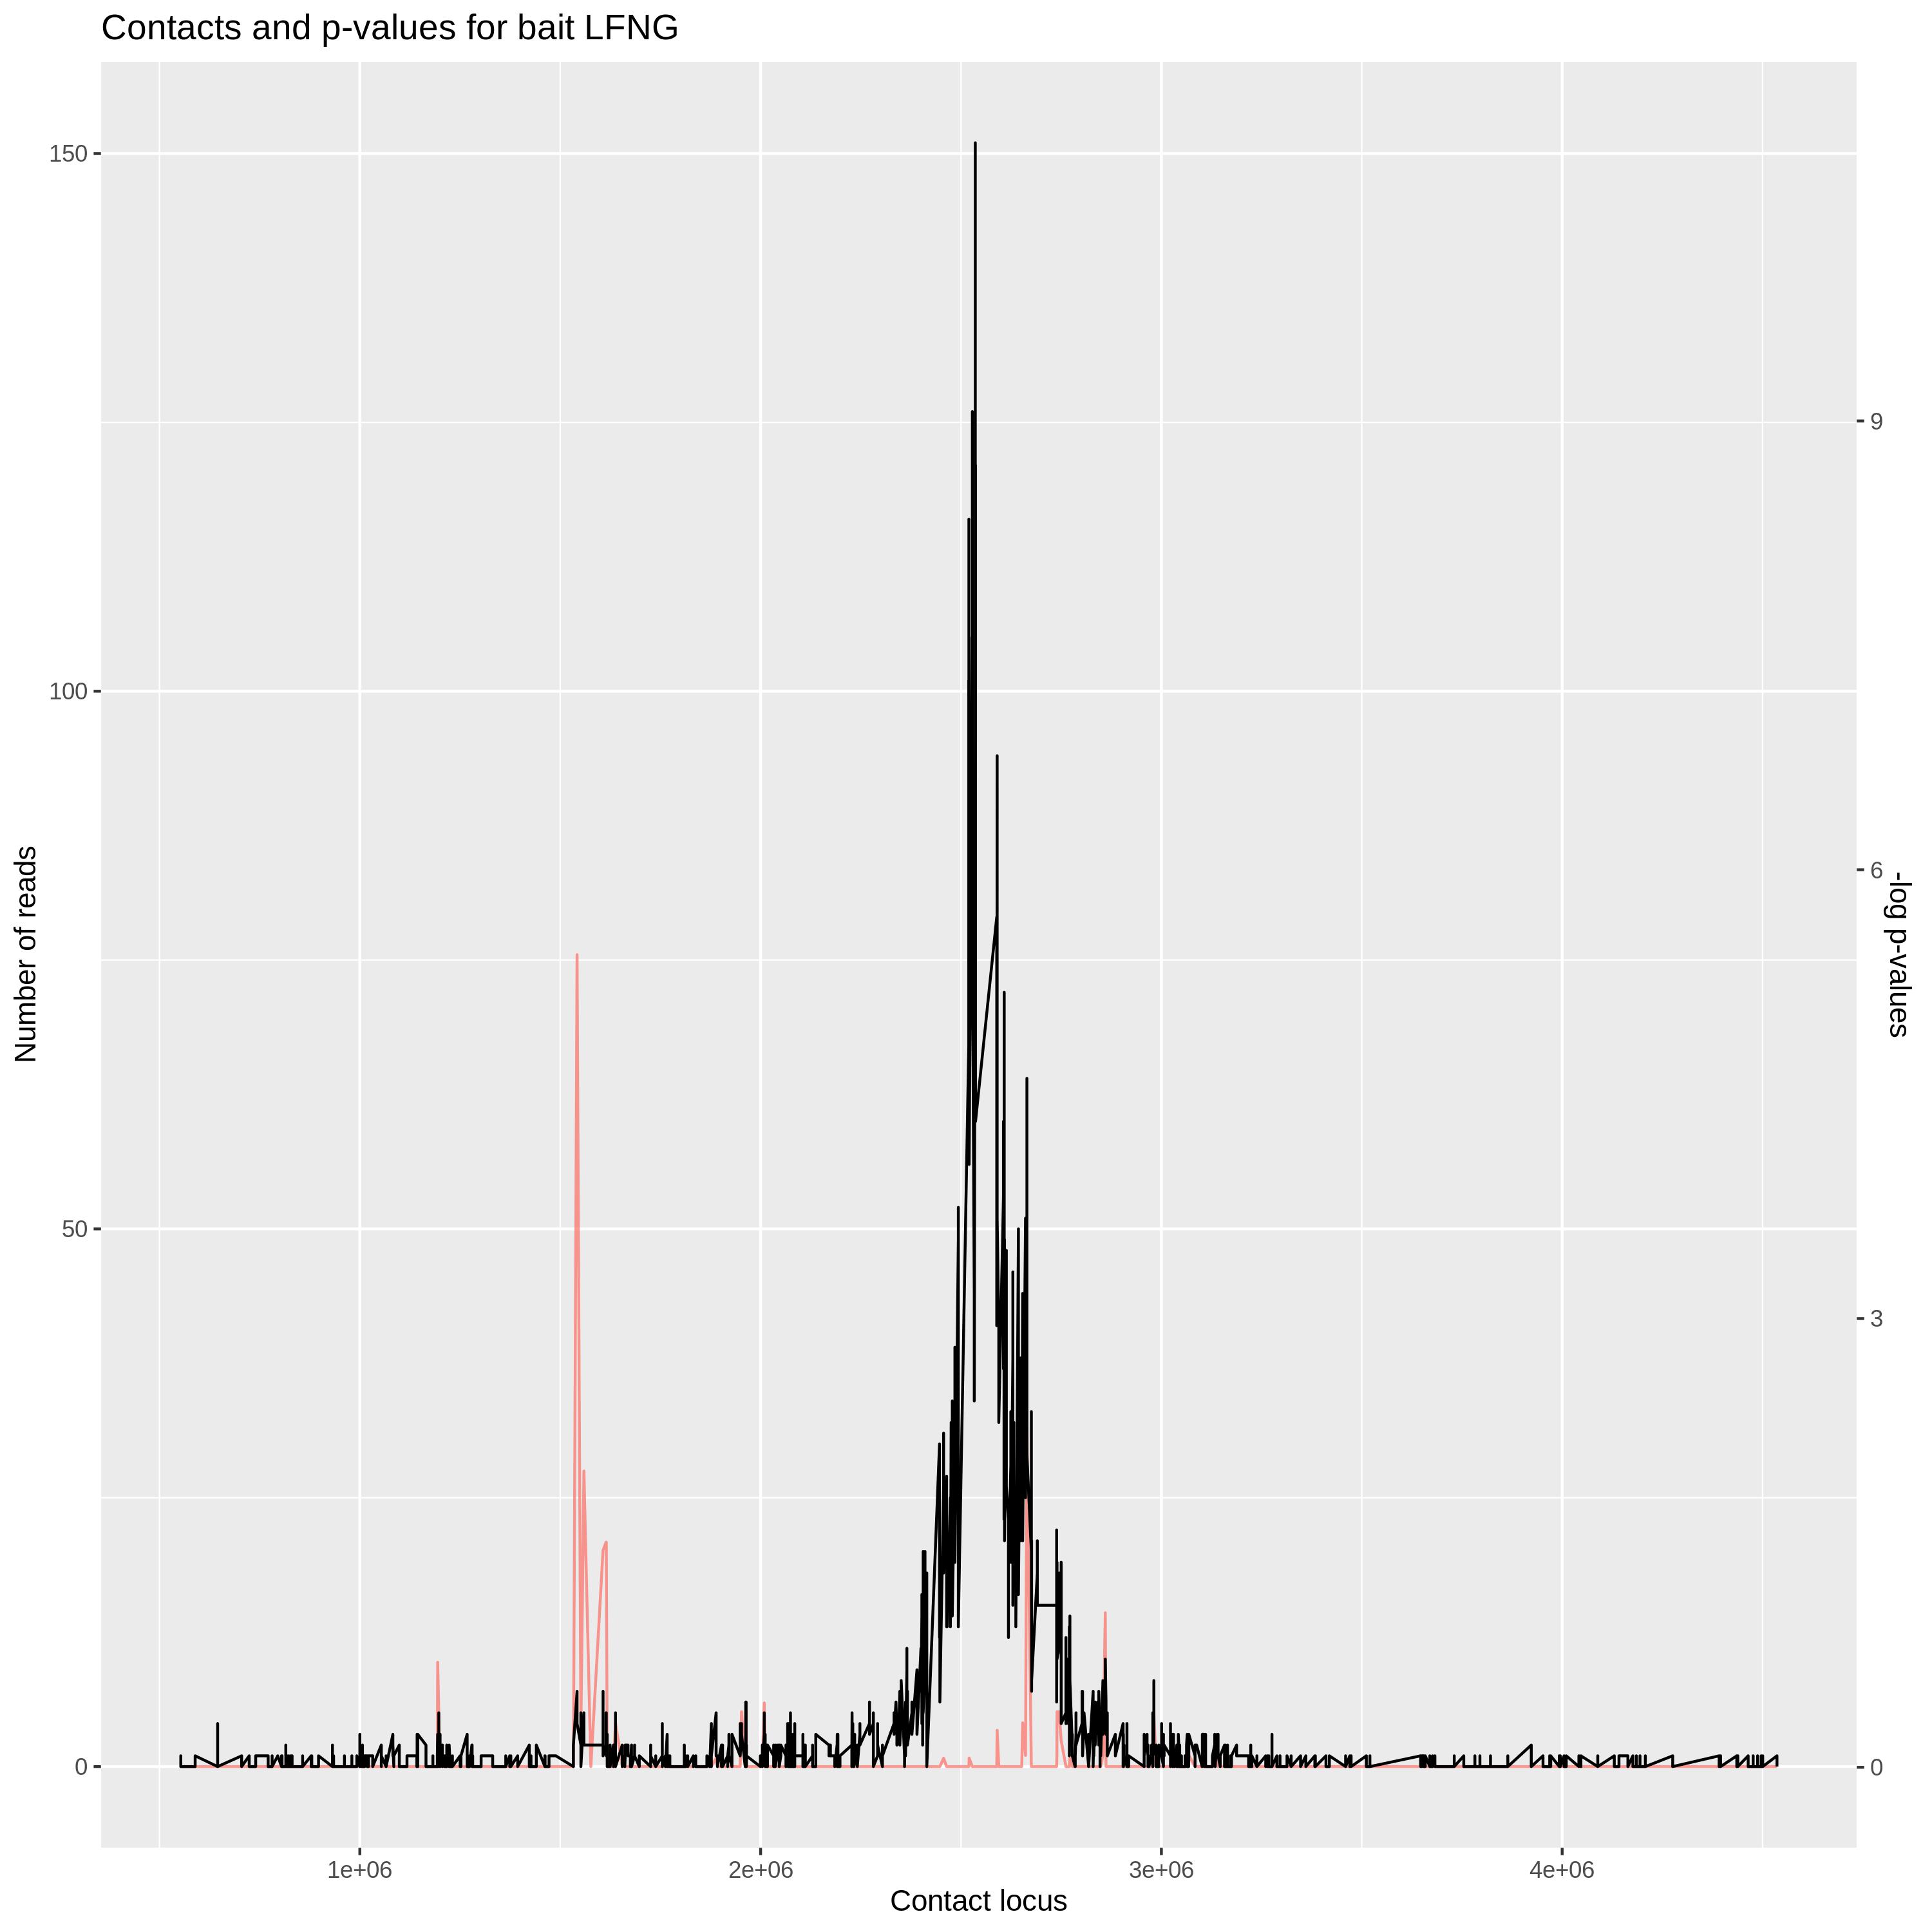 Contacts and p-values for bait LFNG
150
100
50
0
9
6
3
0
Number of reads
-log p-values
1e+06 2e+06 3e+06 4e+06
Contact locus